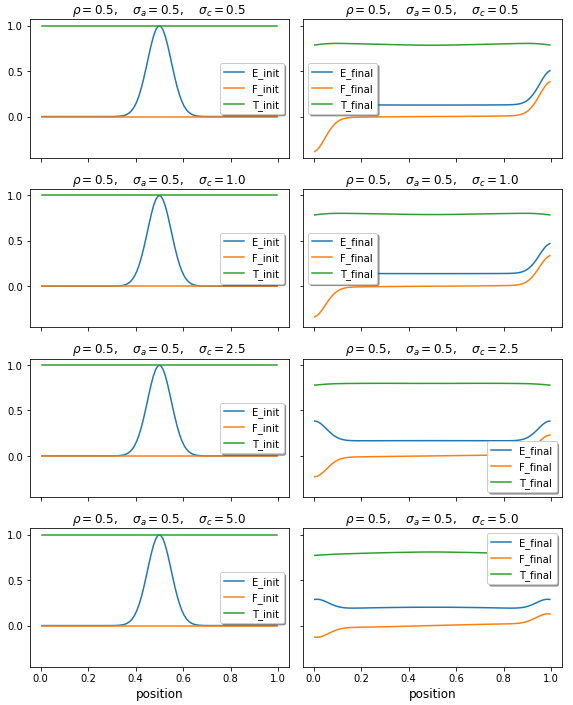 ρ = 0.5, σa = 0.5, σc = 0.5
ρ = 0.5, σa = 0.5, σc = 0.5
1.0
0.5
0.0
E_init
F_init
T_init
E_final
F_final
T_final
ρ = 0.5, σa = 0.5, σc = 1.0
ρ = 0.5, σa = 0.5, σc = 1.0
1.0
0.5
0.0
E_init
F_init
T_init
E_final
F_final
T_final
ρ = 0.5, σa = 0.5, σc = 2.5
ρ = 0.5, σa = 0.5, σc = 2.5
1.0
0.5
0.0
E_init
F_init
T_init
E_final
F_final
T_final
ρ = 0.5, σa = 0.5, σc = 5.0
ρ = 0.5, σa = 0.5, σc = 5.0
1.0
0.5
0.0
E_init
F_init
T_init
E_final
F_final
T_final
0.0 0.2 0.4 0.6 0.8 1.0
0.0 0.2 0.4 0.6 0.8 1.0
position
position